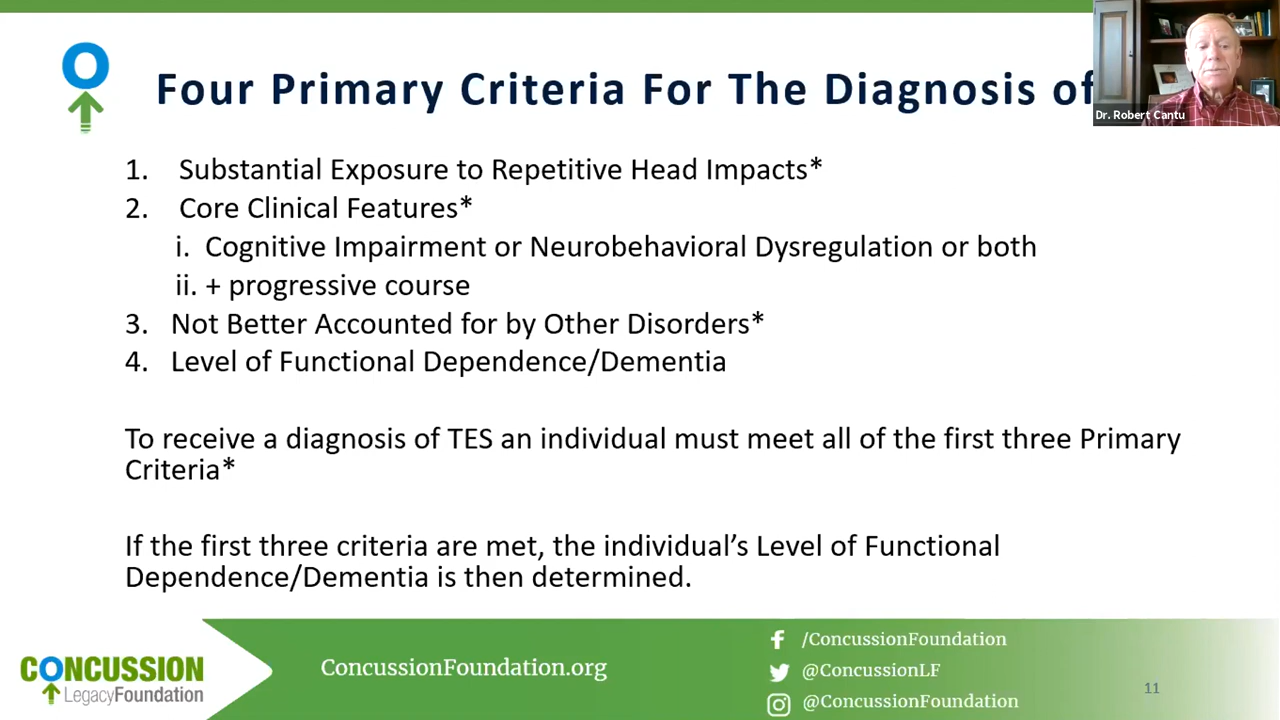 Four Primary Criteria For The Diagnosis of
Dr. Robert Cantu
1. Substantial Exposure to Repetitive Head Impacts*
2. Core Clinical Features*
i. Cognitive Impairment or Neurobehavioral Dysregulation or both
ii. + progressive course
3. Not Better Accounted for by Other Disorders*
4. Level of Functional Dependence/Dementia
To receive a diagnosis of TES an individual must meet all of the first three Primary
Criteria*
If the first three criteria are met, the individual’s Level of Functional
Dependence/Dementia is then determined.
CONCUSSION
LegacyFoundation
ConcussionFoundation.org
/ConcussionFoundation
@ConcussionLF
@ConcussionFoundation
11